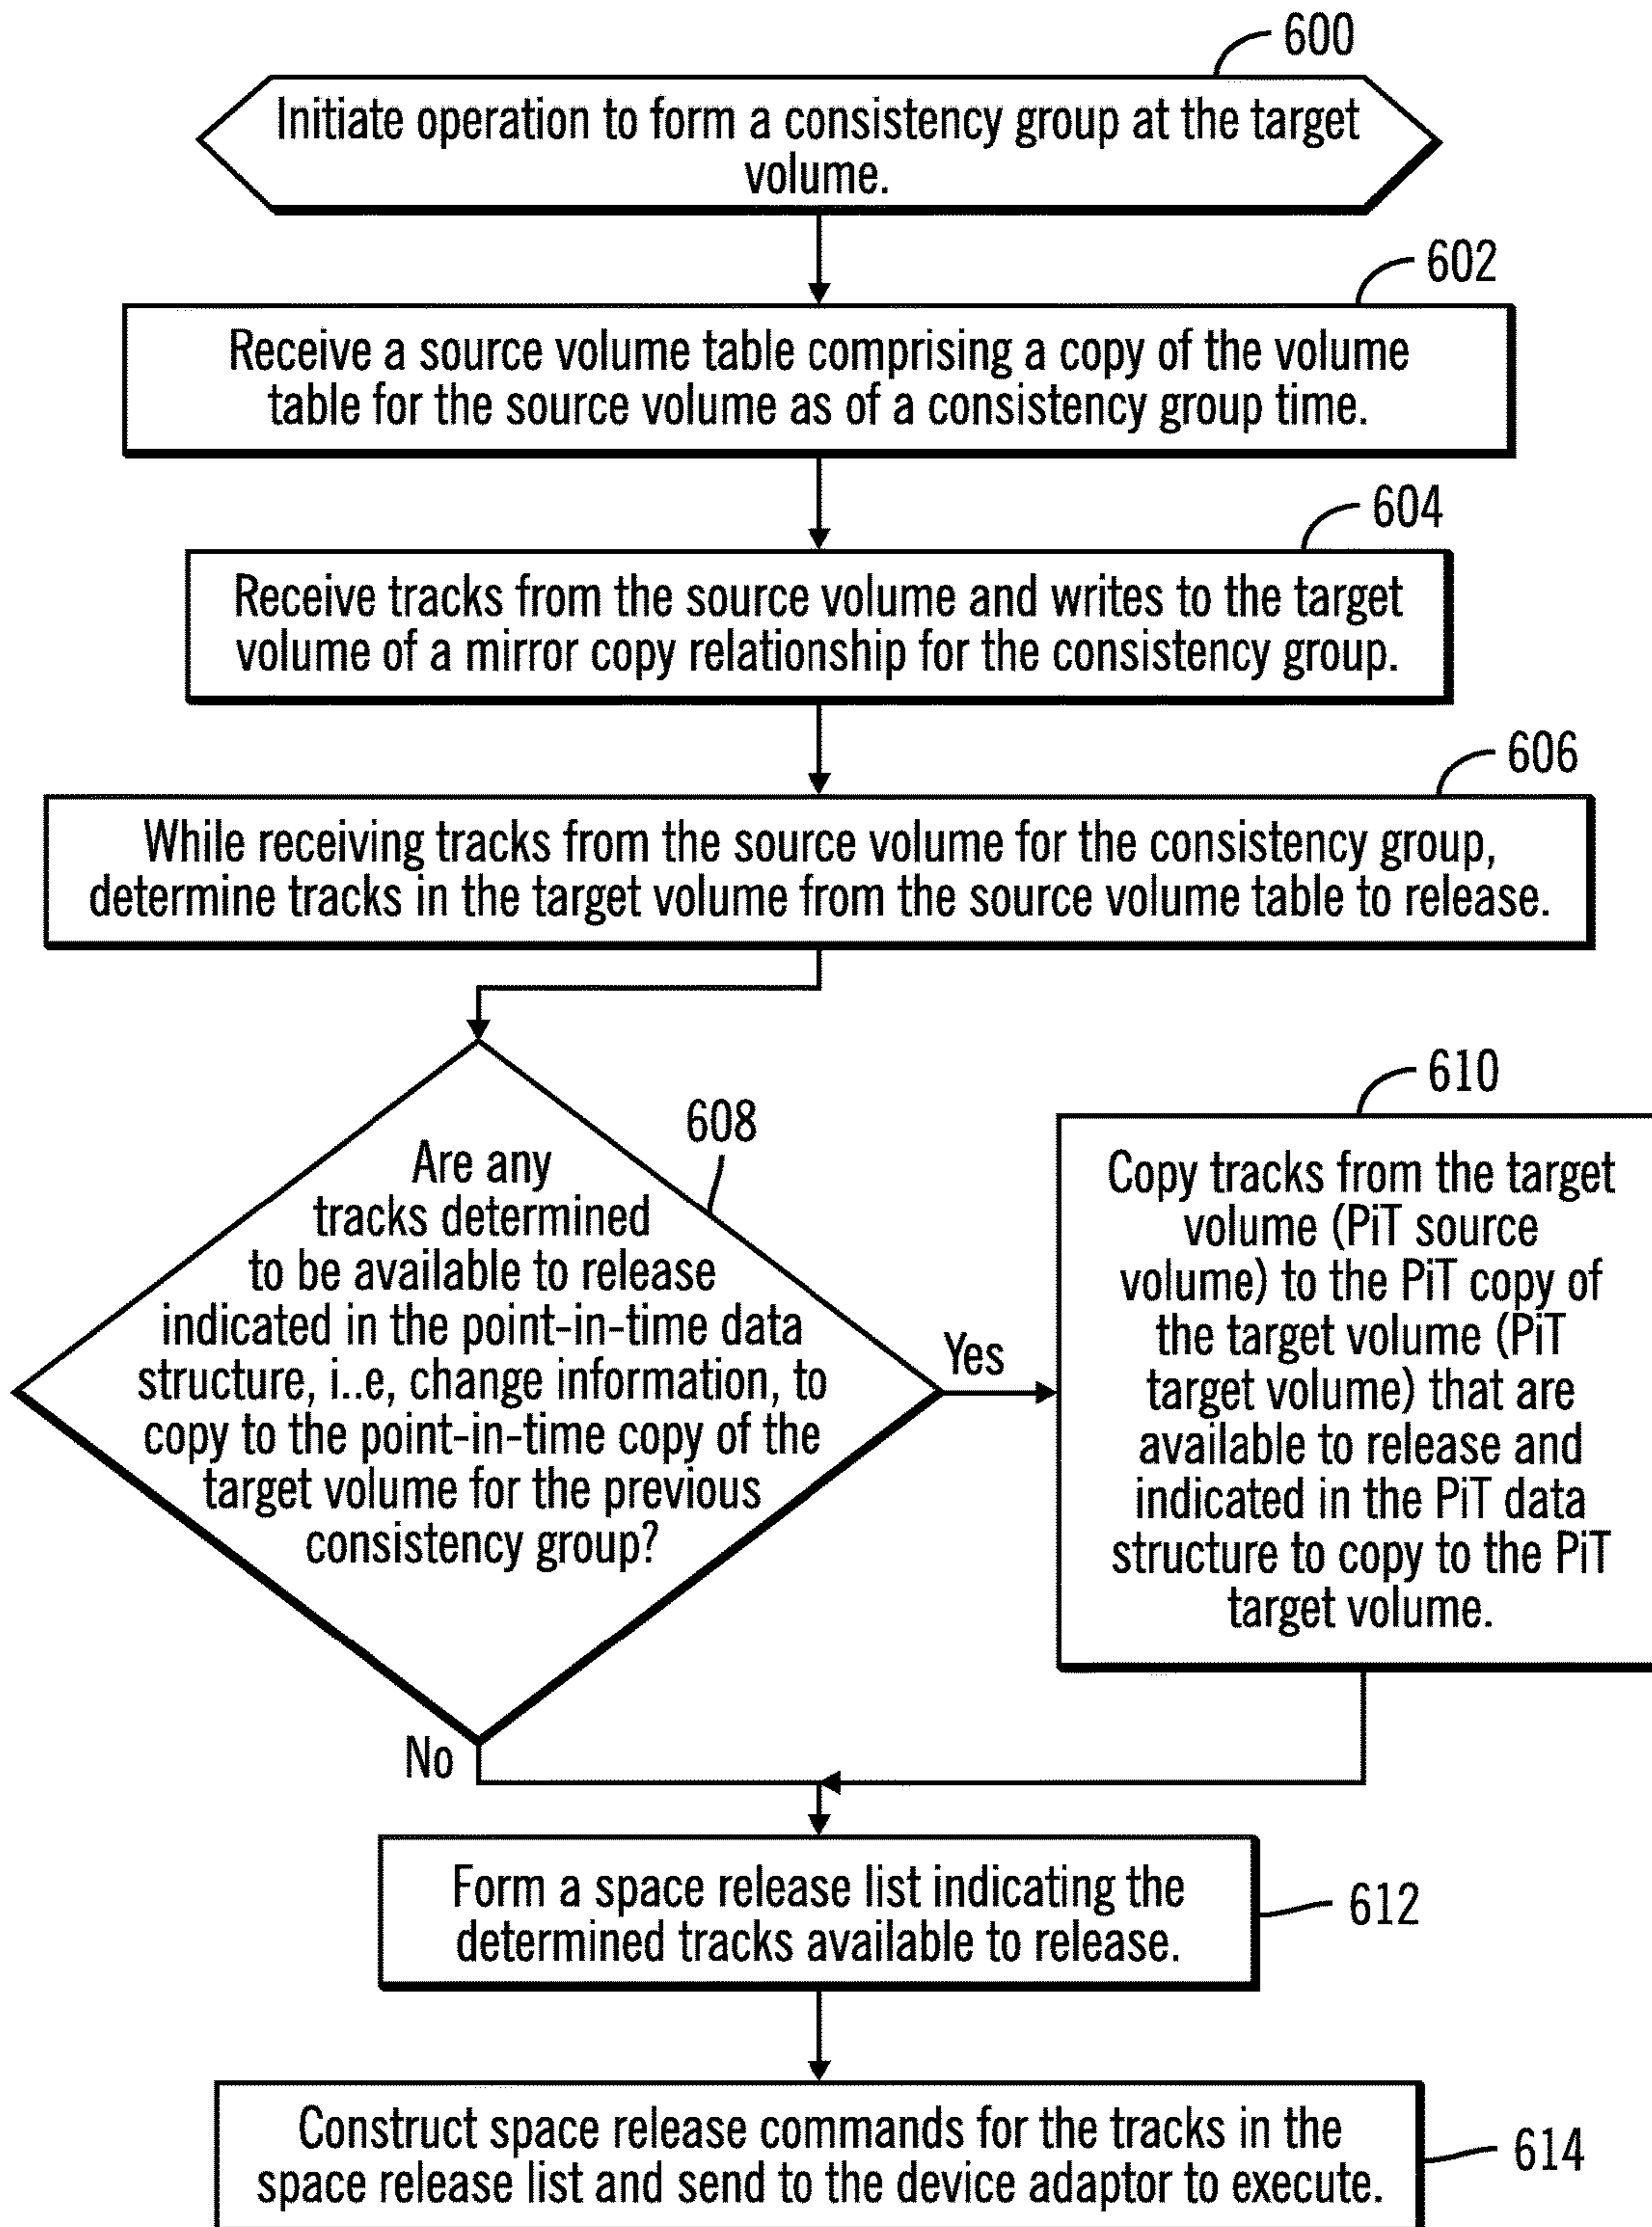 600
Initiate operation to form a consistency group at the target
volume.
602
Receive a source volume table comprising a copy of the volume
table for the source volume as of a consistency group time.
604
Receive tracks from the source volume and writes to the target
volume of a mirror copy relationship for the consistency group.
606
While receiving tracks from the source volume for the consistency group,
determine tracks in the target volume from the source volume table to release.
608
Are any
tracks determined
to be available to release
indicated in the point-in-time data
structure, i..e, change information, to
copy to the point-in-time copy of the
target volume for the previous
consistency group?
Yes
610
Copy tracks from the target
volume (PiT source
volume) to the PiT copy of
the target volume (PiT
target volume) that are
available to release and
indicated in the PiT data
structure to copy to the PiT
target volume.
No
Form a space release list indicating the
determined tracks available to release.
612
Construct space release commands for the tracks in the
space release list and send to the device adaptor to execute.
614